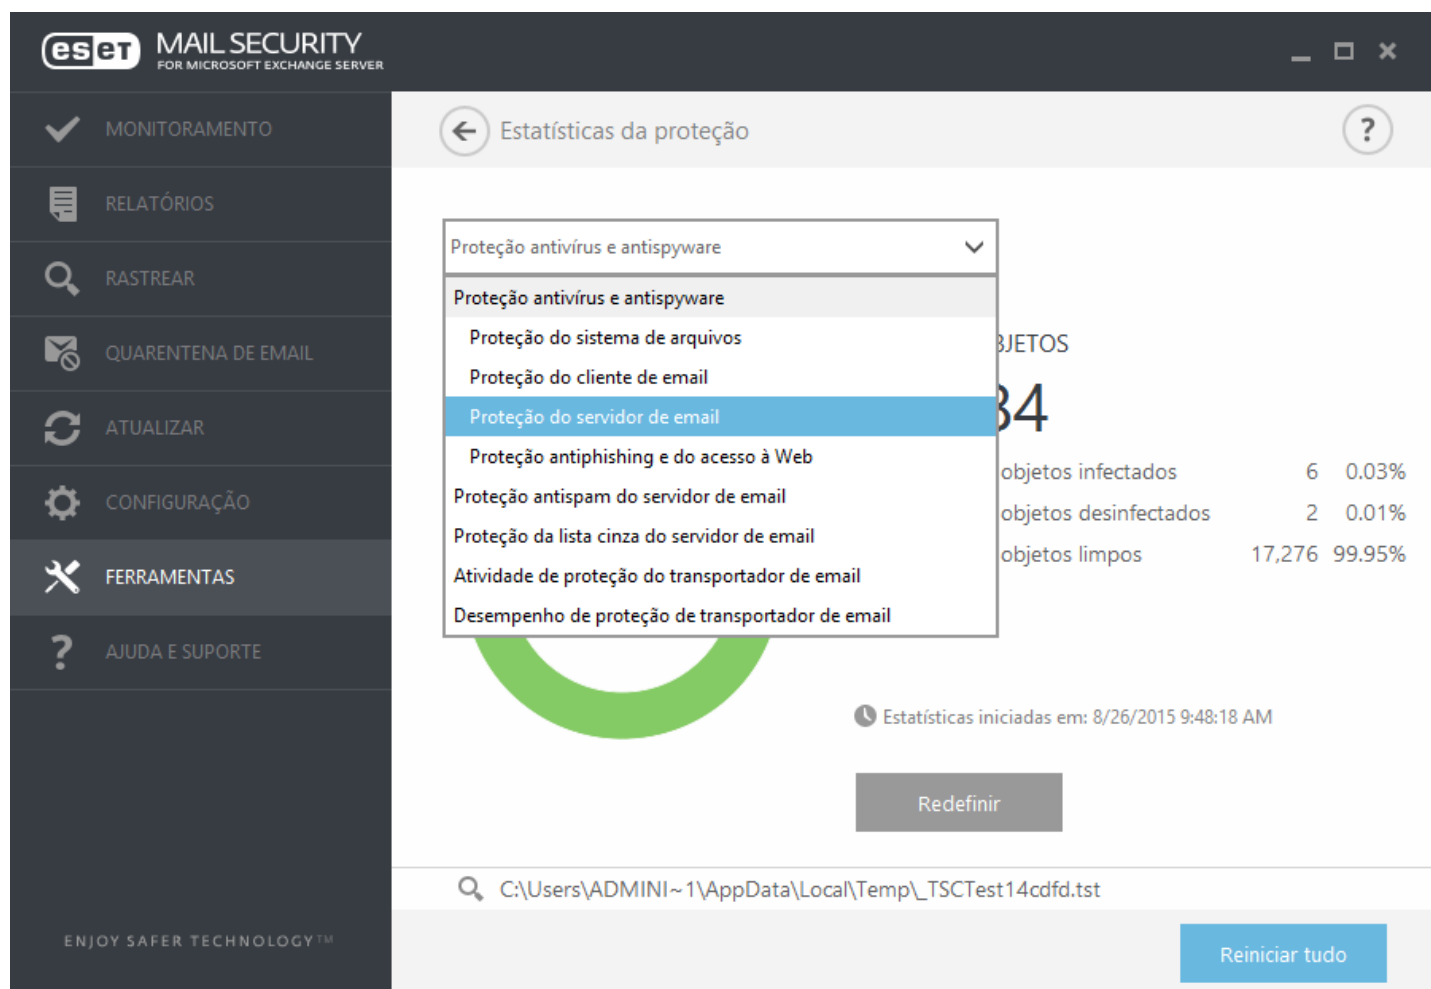 eset MAIL SECURITY
FOR MICROSOFT EXCHANGE SERVER
MONITORAMENTO
RELATÓRIOS
RASTREAR
QUARENTENA DE EMAIL
ATUALIZAR
CONFIGURAÇÃO
FERRAMENTAS
AJUDA E SUPORTE
ENJOY SAFER TECHNOLOGY™
Estatísticas da proteção
?
Proteção antivírus e antispyware
Proteção antivírus e antispyware
Proteção do sistema de arquivos
Proteção do cliente de email
Proteção do servidor de email
Proteção antiphishing e do acesso à Web
Proteção antispam do servidor de email
Proteção da lista cinza do servidor de email
Atividade de proteção do transportador de email
Desempenho de proteção de transportador de email
JETOS
4
objetos infectados 6 0.03%
objetos desinfectados 2 0.01%
objetos limpos 17,276 99.95%
Estatísticas iniciadas em: 8/26/2015 9:48:18 AM
Redefinir
C:\Users\ADMINI~1\AppData\Local\Temp\_TSCTest14cdfd.tst
Reiniciar tudo